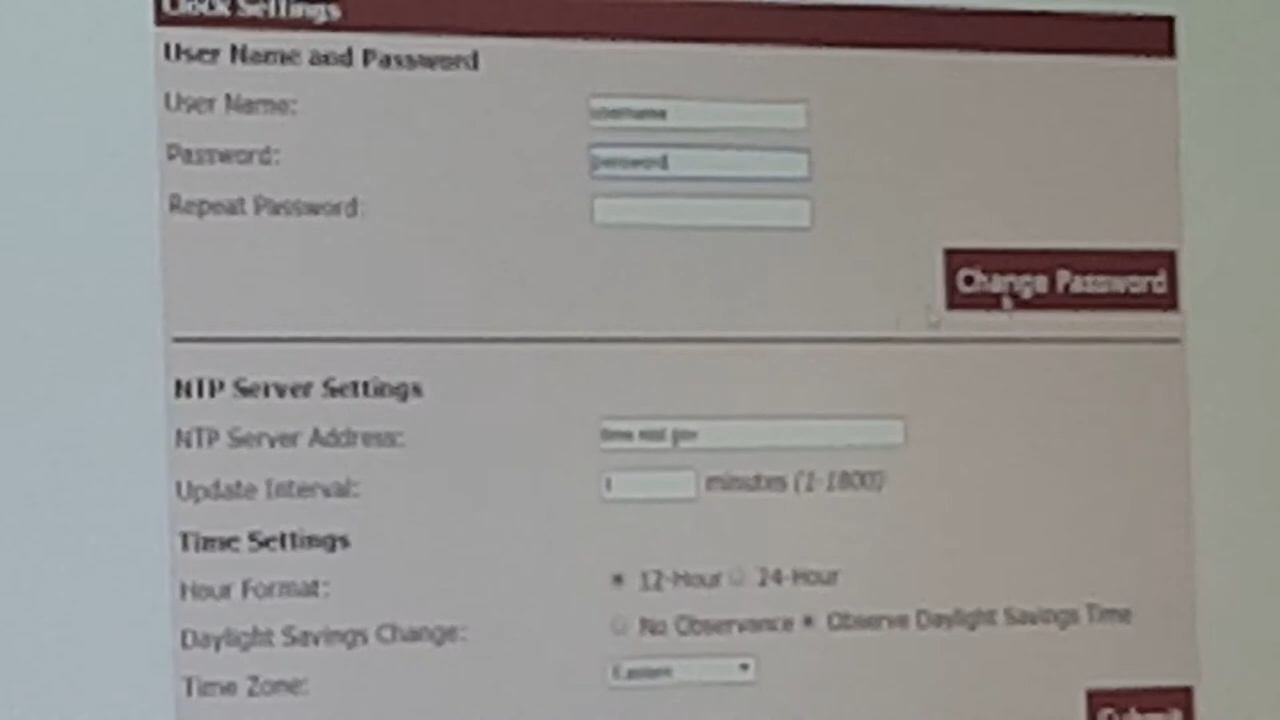 Clock Settings
User Name and Password
User Name: username
Password: password
Repeat Password:
Change Password
NTP Server Settings
NTP Server Address: time.nist.gov
Update Interval: 1 minutes (1-1800)
Time Settings
Hour Format: 12-Hour 24-Hour
Daylight Savings Change: No Observance Observe Daylight Savings Time
Time Zone: Eastern
Submit